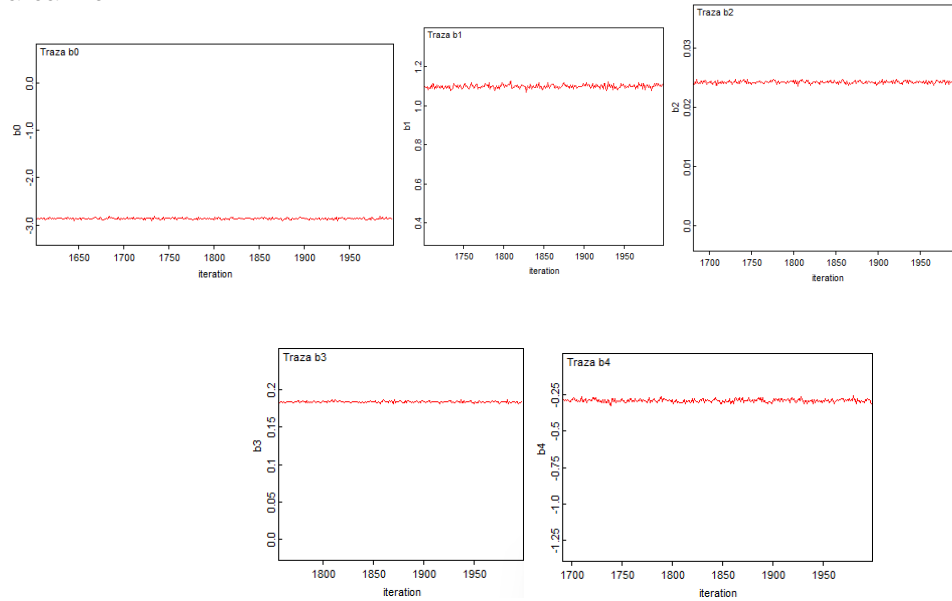 Traza b0
b0
0.0
-1.0
-2.0
-3.0
1650 1700 1750 1800 1850 1900 1950
iteration
Traza b1
b1
1.2
1.0
0.8
0.6
0.4
1750 1800 1850 1900 1950
iteration
Traza b2
b2
0.03
0.02
0.01
0.0
1700 1750 1800 1850 1900 1950
iteration
Traza b3
b3
0.2
0.15
0.1
0.05
0.0
1800 1850 1900 1950
iteration
Traza b4
b4
-0.25
-0.5
-0.75
-1.0
-1.25
1700 1750 1800 1850 1900 1950
iteration